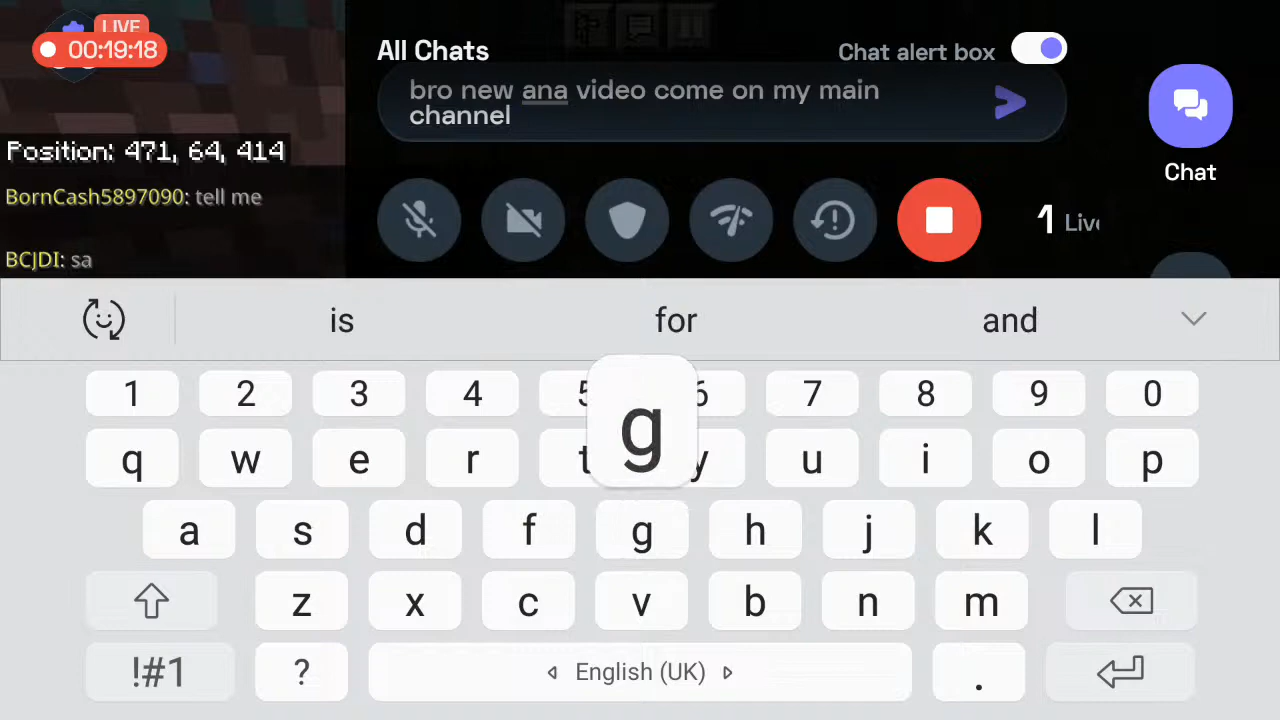 LIVE
00:19:18
All Chats
Chat alert box
bro new ana video come on my main
channel
Position: 471, 64, 414
Chat
BornCash5897090: tell me
1 Live
BCJDI: sa
is for and
1 2 3 4 5 6 7 8 9 0
g
q w e r t y u i o p
a s d f g h j k l
z x c v b n m
!#1 ? English (UK) .